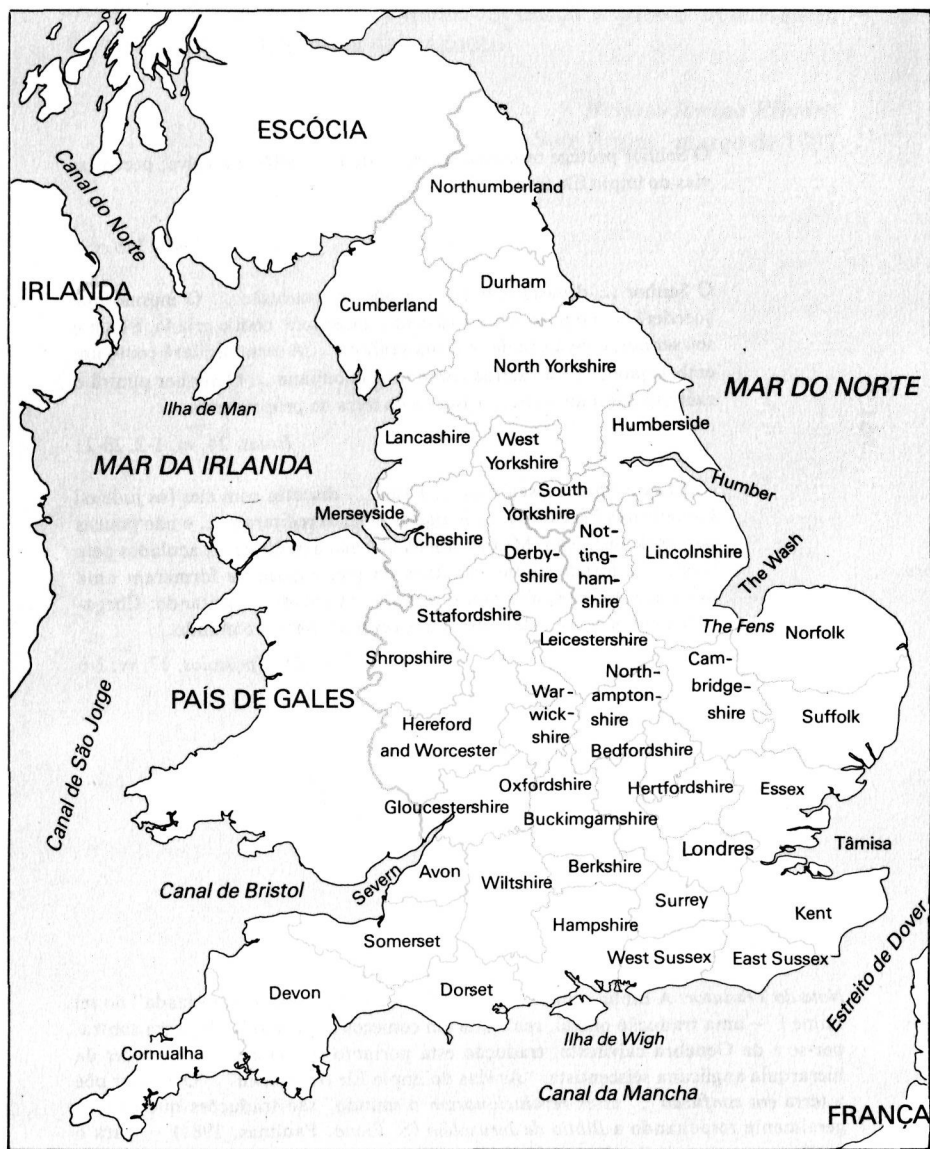 ESCÓCIA
Canal do Norte
Northumberland
IRLANDA
Durham
Cumberland
North Yorkshire
MAR DO NORTE
Ilha de Man
Lancashire
West
Yorkshire
Humberside
MAR DA IRLANDA
Humber
South
Yorkshire
Merseyside
Cheshire
Derby-
shire
Not-
ting-
ham-
shire
Lincolnshire
The Wash
Sttafordshire
The Fens
Norfolk
Leicestershire
Shropshire
North-
ampton-
shire
Cam-
bridge-
shire
PAÍS DE GALES
War-
wick-
shire
Suffolk
Hereford
and Worcester
Bedfordshire
Canal de São Jorge
Oxfordshire
Hertfordshire
Essex
Gloucestershire
Buckimgamshire
Londres
Tâmisa
Avon
Berkshire
Severn
Wiltshire
Canal de Bristol
Surrey
Kent
Hampshire
Somerset
West Sussex
East Sussex
Estreito de Dover
Devon
Dorset
Ilha de Wigh
Cornualha
Canal da Mancha
FRANÇA